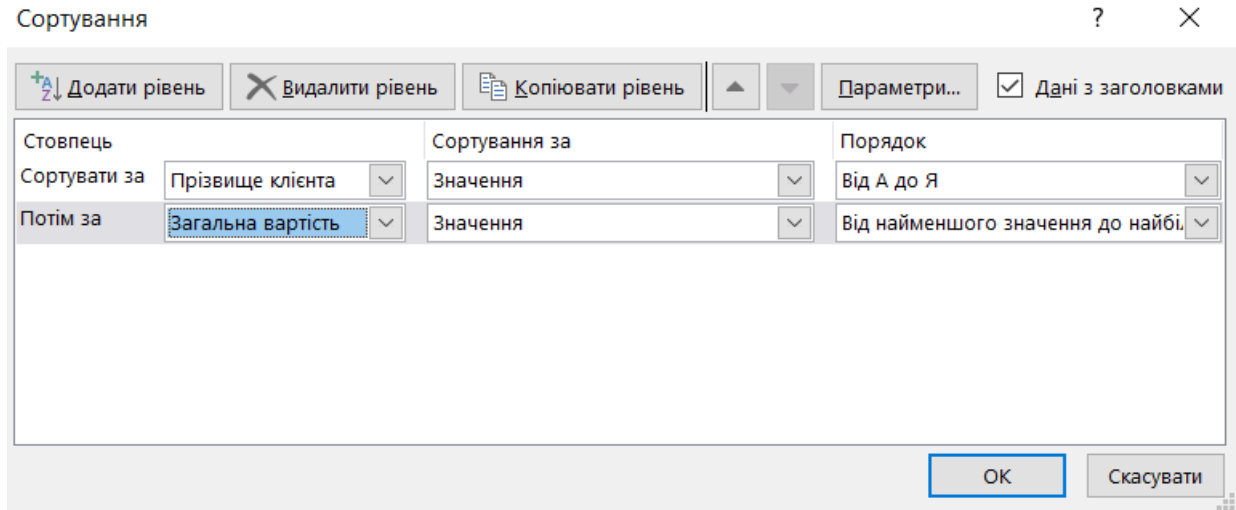 Сортування ?
Додати рівень Видалити рівень Копіювати рівень Параметри... Дані з заголовками
Стовпець Сортування за Порядок
Сортувати за Прізвище клієнта Значення Від А до Я
Потім за Загальна вартість Значення Від найменшого значення до найбі
OK Скасувати